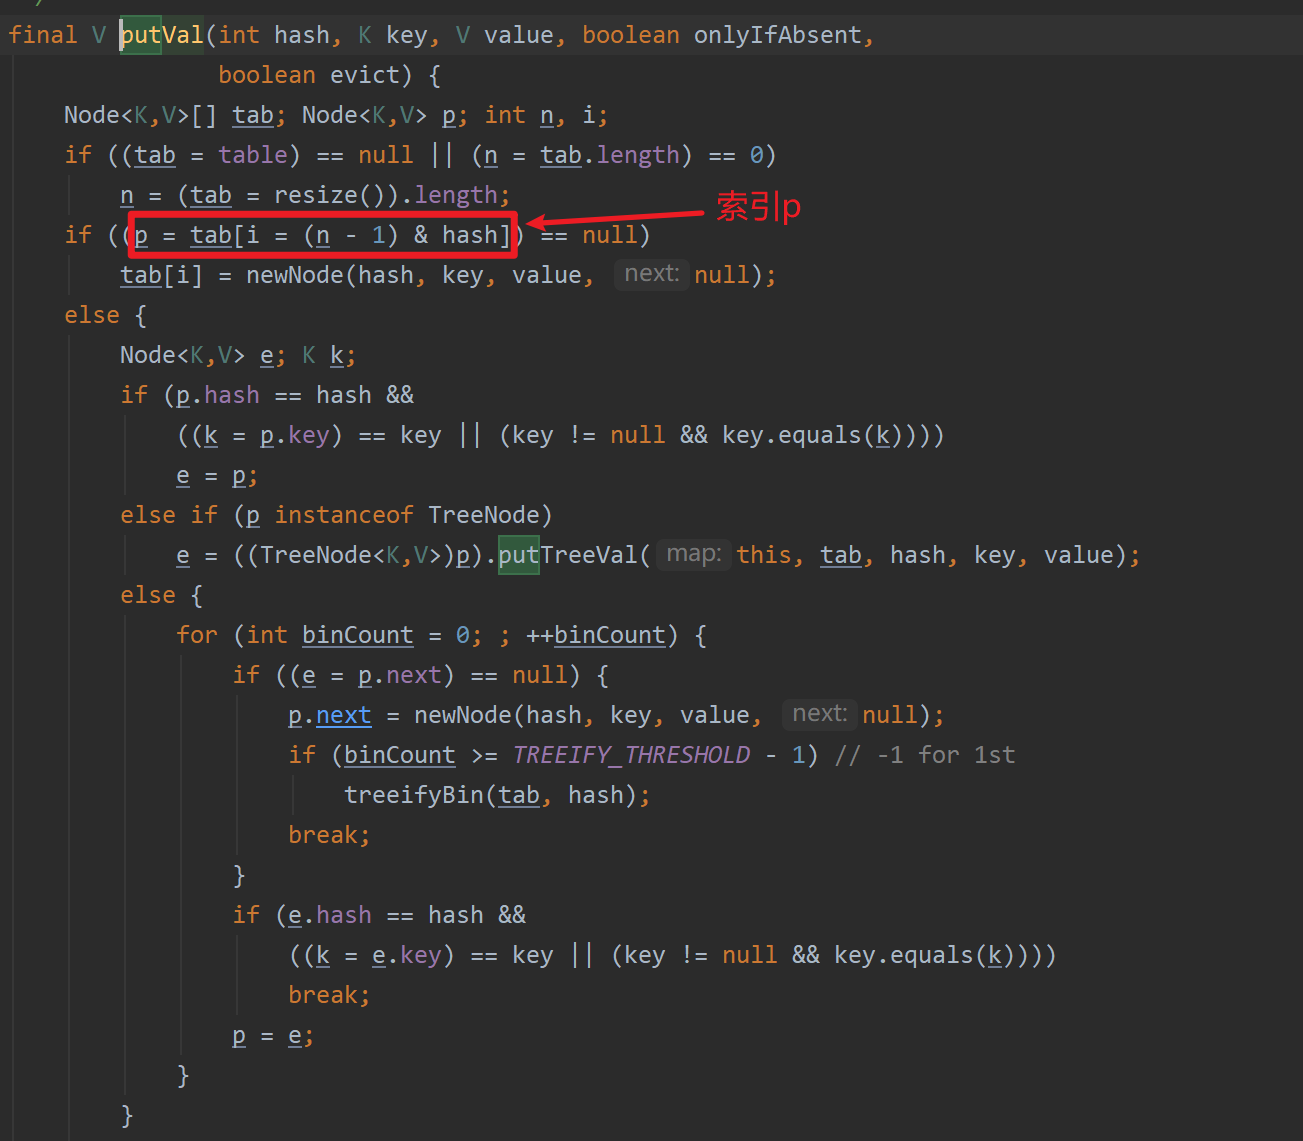 */
final V putVal(int hash, K key, V value, boolean onlyIfAbsent,
boolean evict) {
Node<K,V>[] tab; Node<K,V> p; int n, i;
if ((tab = table) == null || (n = tab.length) == 0)
n = (tab = resize()).length;
索引p
if ((p = tab[i = (n - 1) & hash]) == null)
tab[i] = newNode(hash, key, value, next: null);
else {
Node<K,V> e; K k;
if (p.hash == hash &&
((k = p.key) == key || (key != null && key.equals(k))))
e = p;
else if (p instanceof TreeNode)
e = ((TreeNode<K,V>)p).putTreeVal( map: this, tab, hash, key, value);
else {
for (int binCount = 0; ; ++binCount) {
if ((e = p.next) == null) {
p.next = newNode(hash, key, value, next: null);
if (binCount >= TREEIFY_THRESHOLD - 1) // -1 for 1st
treeifyBin(tab, hash);
break;
}
if (e.hash == hash &&
((k = e.key) == key || (key != null && key.equals(k))))
break;
p = e;
}
}